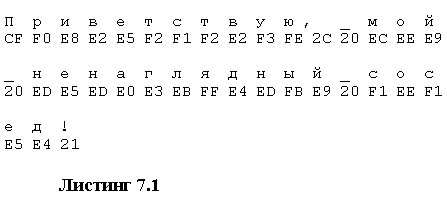 П р и в е т с т в у ю , _ м о й
CF F0 E8 E2 E5 F2 F1 F2 E2 F3 FE 2C 20 EC EE E9
_ н е н а г л я д н ы й _ с о с
20 ED E5 ED E0 E3 EB FF E4 ED FB E9 20 F1 EE F1
е д !
E5 E4 21
Листинг 7.1